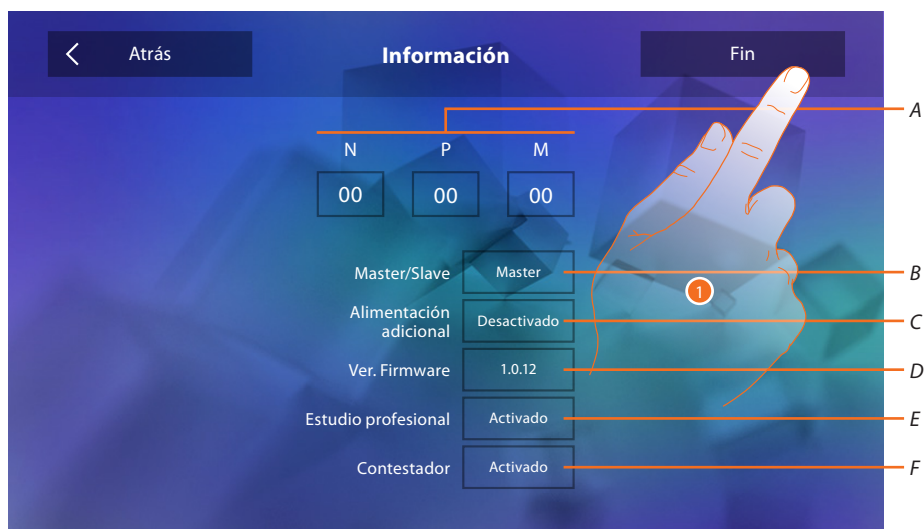 Atrás
Información
Fin
A
N P M
00 00 00
Master/Slave Master
B
1
Alimentación
adicional
Desactivado
C
Ver. Firmware 1.0.12
D
Estudio profesional Activado
E
Contestador Activado
F